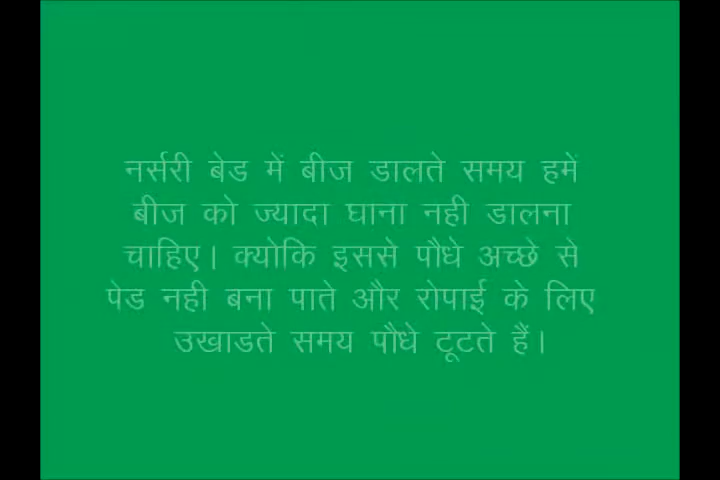 नर्सरी बेड में बीज डालते समय हमें
बीज को ज्यादा घाना नही डालना
चाहिए। क्योकि इससे पौधे अच्छे से
पेड नही बना पाते और रोपाई के लिए
उखाडते समय पौधे टूटते हैं।